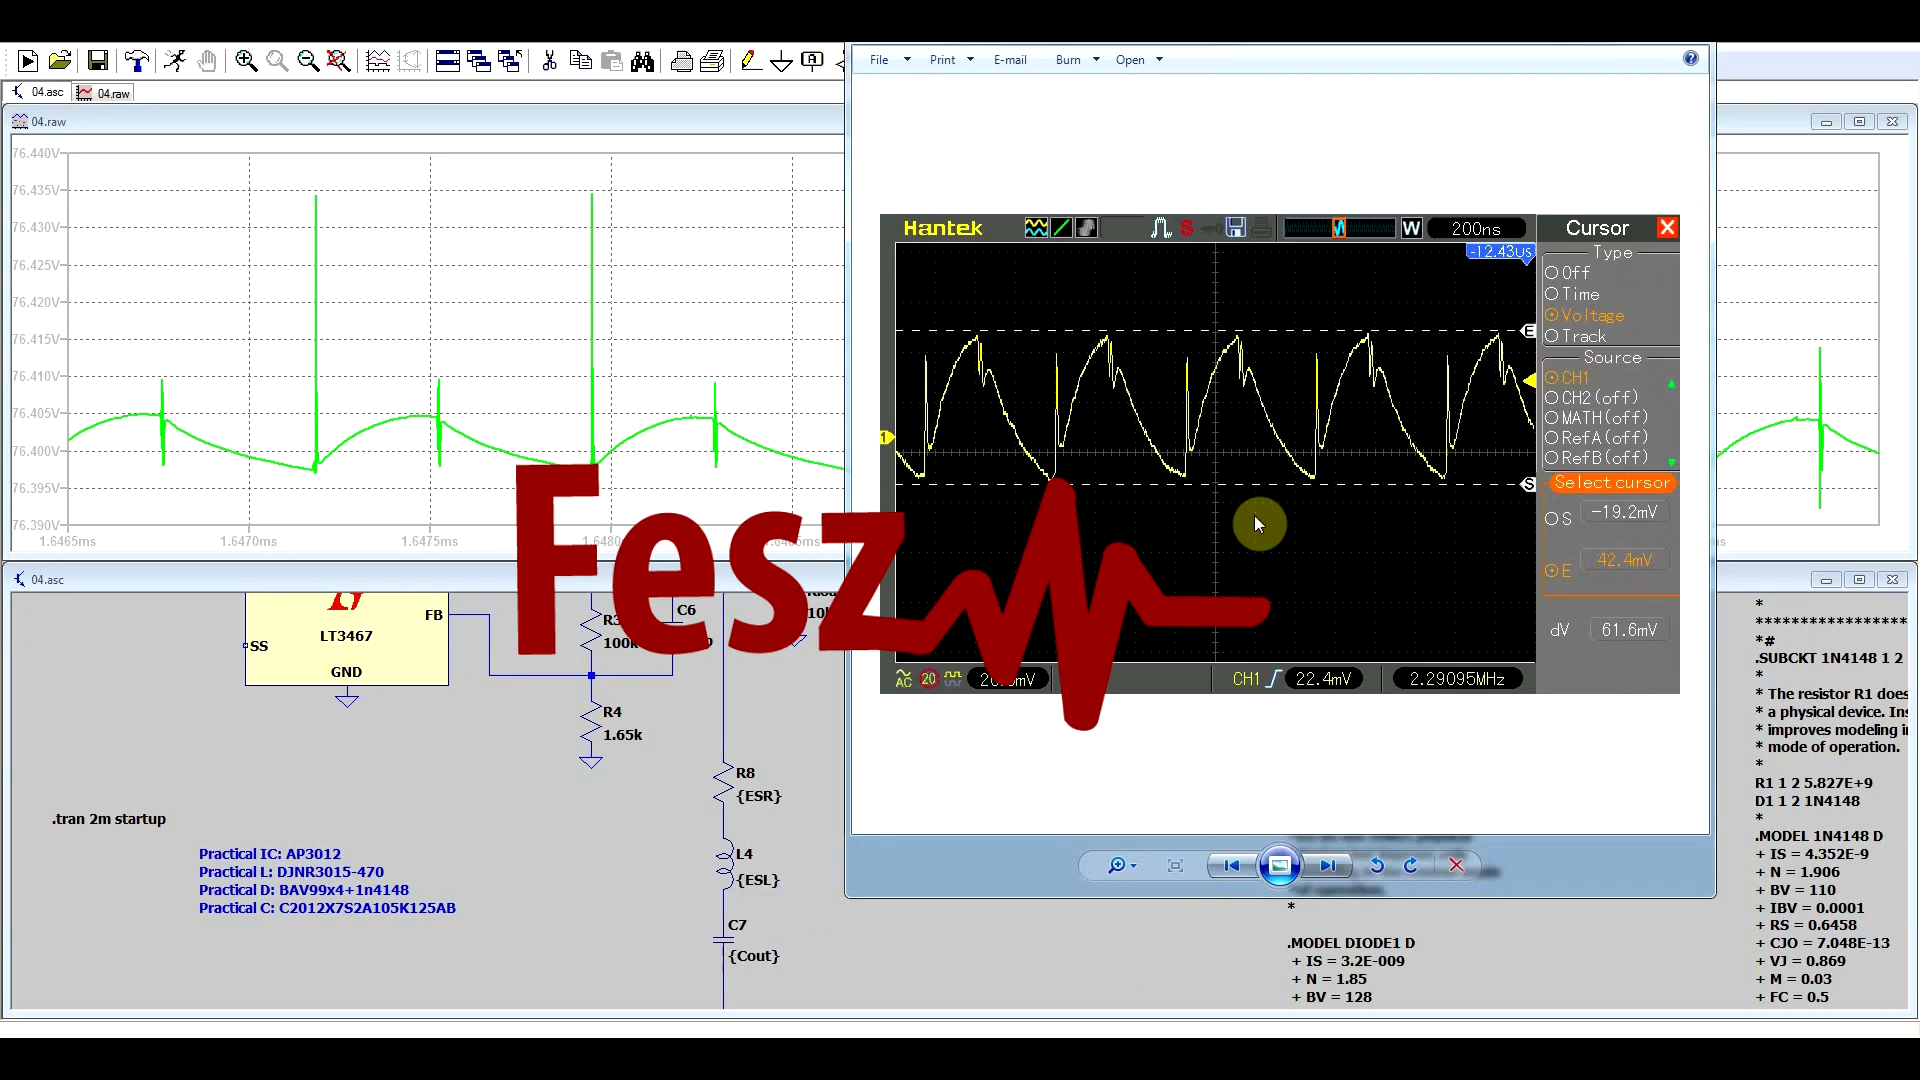 File Print E-mail Burn Open
04.asc 04.raw
04.raw
76.440V
76.435V
76.430V
76.425V
76.420V
76.415V
76.410V
76.405V
76.400V
76.395V
76.390V
1.6465ms 1.6470ms 1.6475ms
Hantek W 200ns Cursor
-12.43us
Type
Off
Time
Voltage
Track
Source
CH1
CH2(off)
MATH(off)
RefA(off)
RefB(off)
Select cursor
S -19.2mV
E 42.4mV
dV 61.6mV
E
S
1
AC 20 CH1 22.4mV 2.29095MHz
Fesz
04.asc
FB
SS
LT3467
GND
C6
R4
1.65k
R8
{ESR}
L4
{ESL}
C7
{Cout}
.tran 2m startup
Practical IC: AP3012
Practical L: DJNR3015-470
Practical D: BAV99x4+1n4148
Practical C: C2012X7S2A105K125AB
*
.MODEL DIODE1 D
+ IS = 3.2E-009
+ N = 1.85
+ BV = 128
*
*****************
*#
.SUBCKT 1N4148 1 2
*
* The resistor R1 does
* a physical device. Ins
* improves modeling i
* mode of operation.
*
R1 1 2 5.827E+9
D1 1 2 1N4148
*
.MODEL 1N4148 D
+ IS = 4.352E-9
+ N = 1.906
+ BV = 110
+ IBV = 0.0001
+ RS = 0.6458
+ CJO = 7.048E-13
+ VJ = 0.869
+ M = 0.03
+ FC = 0.5